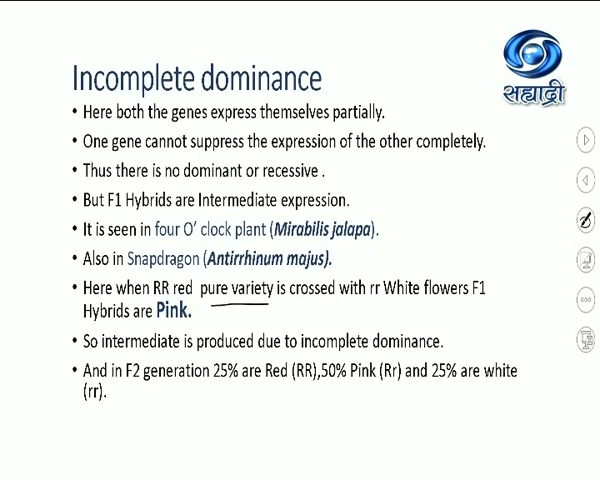 सह्याद्री
Incomplete dominance
• Here both the genes express themselves partially.
• One gene cannot suppress the expression of the other completely.
• Thus there is no dominant or recessive .
• But F1 Hybrids are Intermediate expression.
• It is seen in four O’ clock plant (Mirabilis jalapa).
• Also in Snapdragon (Antirrhinum majus).
• Here when RR red pure variety is crossed with rr White flowers F1
Hybrids are Pink.
• So intermediate is produced due to incomplete dominance.
• And in F2 generation 25% are Red (RR),50% Pink (Rr) and 25% are white
(rr).